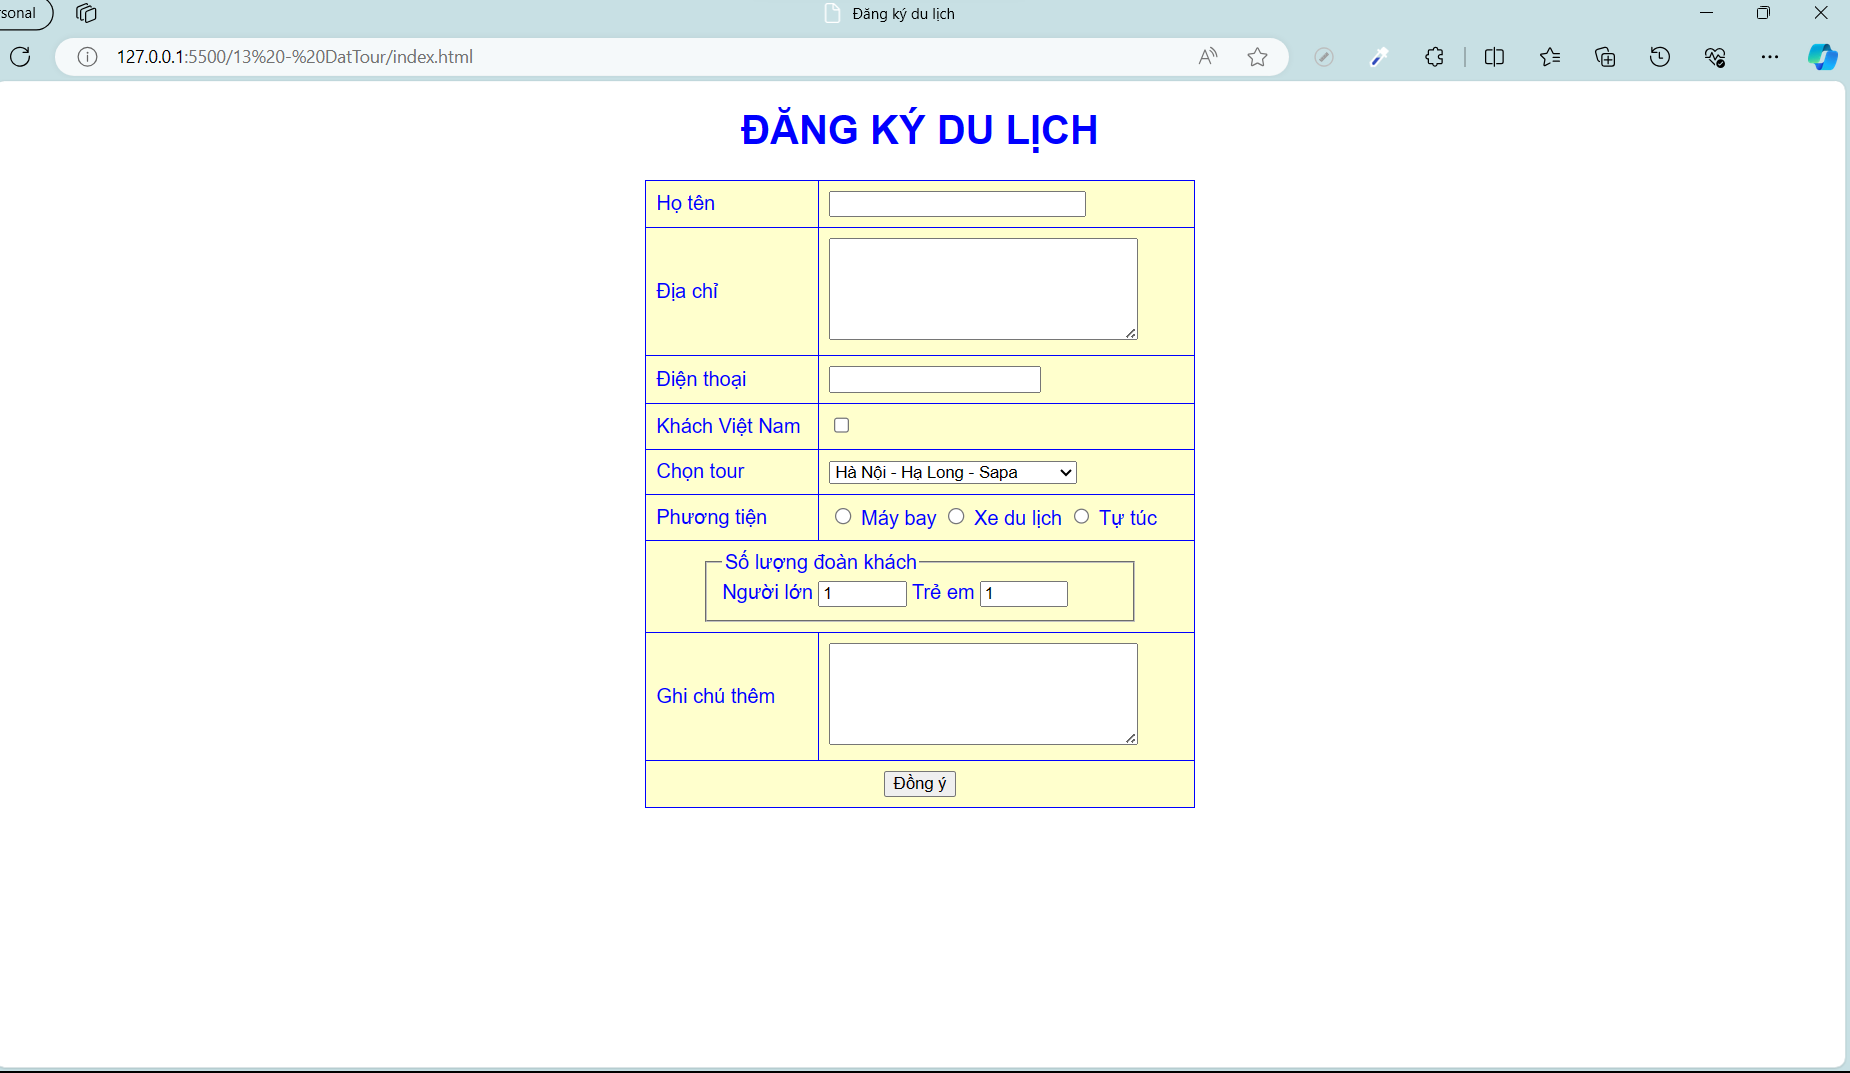 sonal
Đăng ký du lịch
127.0.0.1:5500/13%20-%20DatTour/index.html
ĐĂNG KÝ DU LỊCH
Họ tên
Địa chỉ
Điện thoại
Khách Việt Nam
Chọn tour Hà Nội - Hạ Long - Sapa
Phương tiện Máy bay Xe du lịch Tự túc
Số lượng đoàn khách
Người lớn 1 Trẻ em 1
Ghi chú thêm
Đồng ý